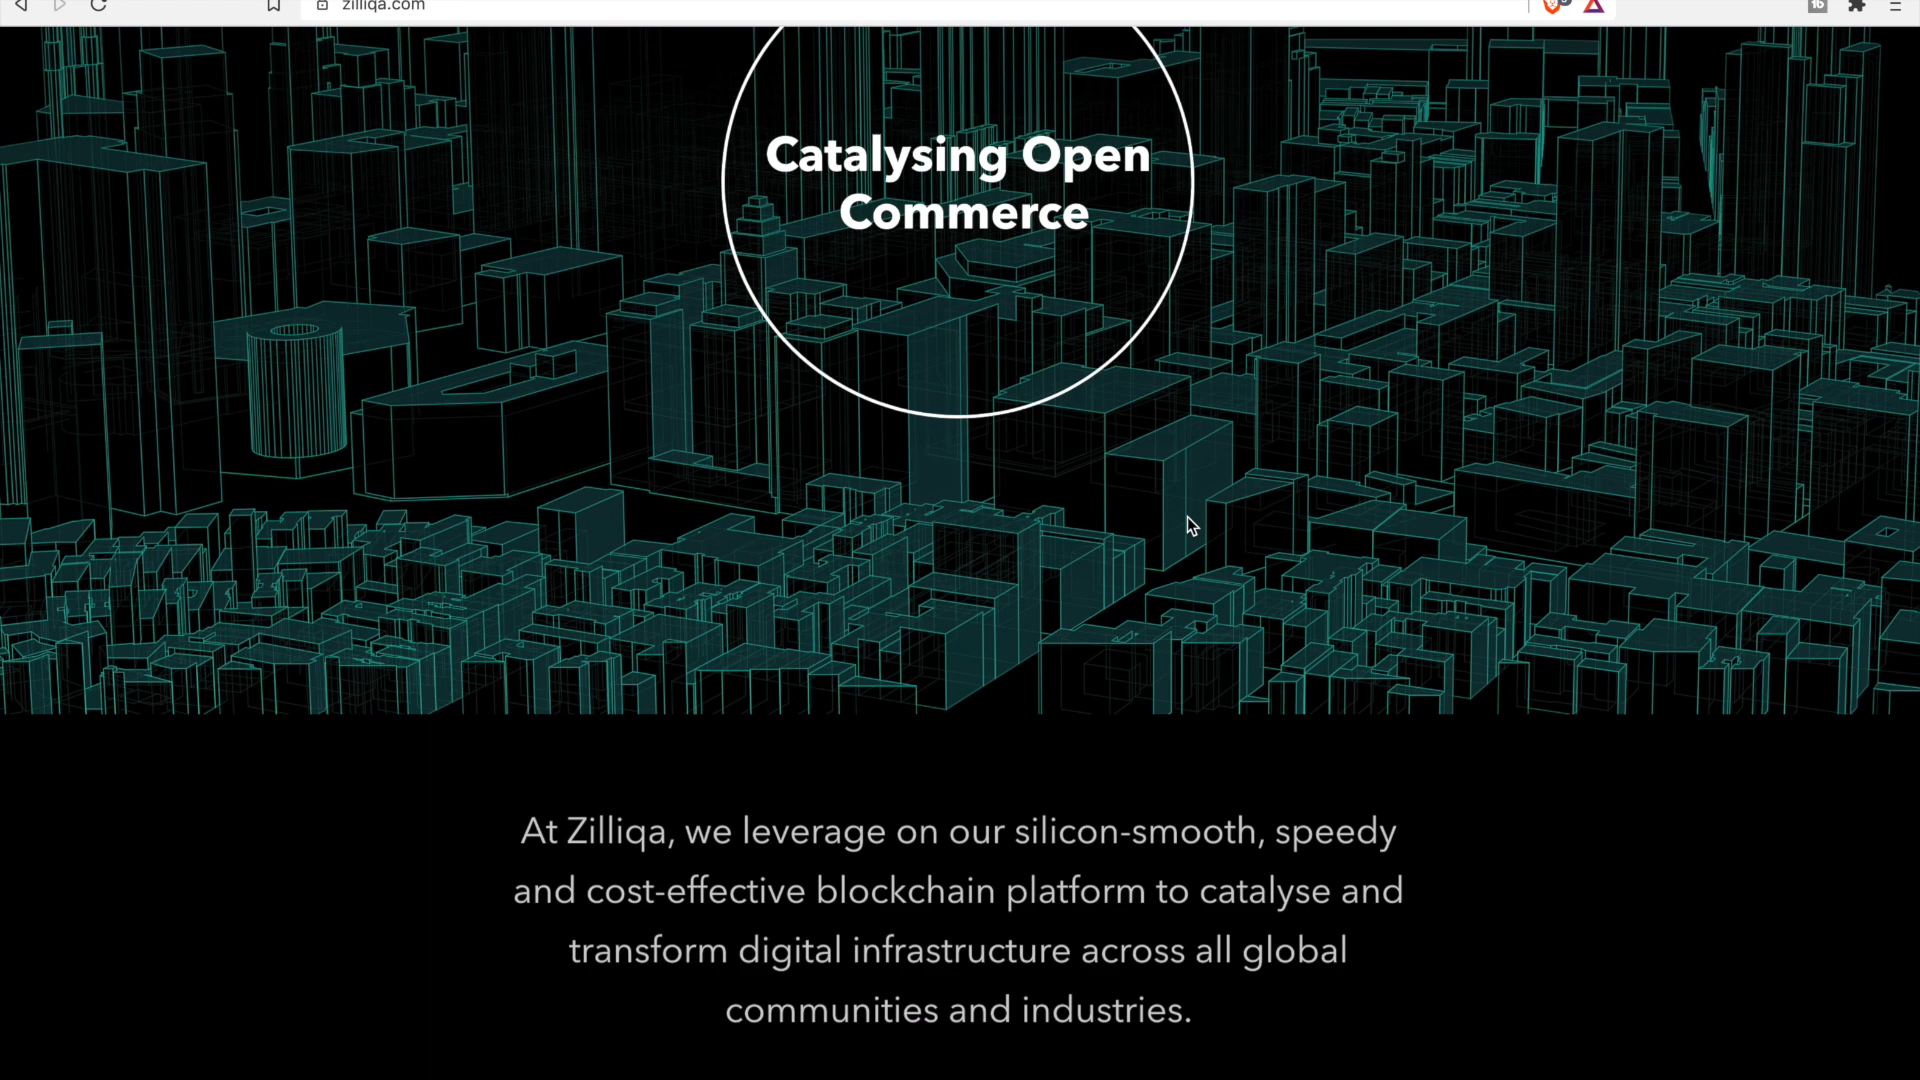 zilliqa.com
Catalysing Open
Commerce
At Zilliqa, we leverage on our silicon-smooth, speedy
and cost-effective blockchain platform to catalyse and
transform digital infrastructure across all global
communities and industries.